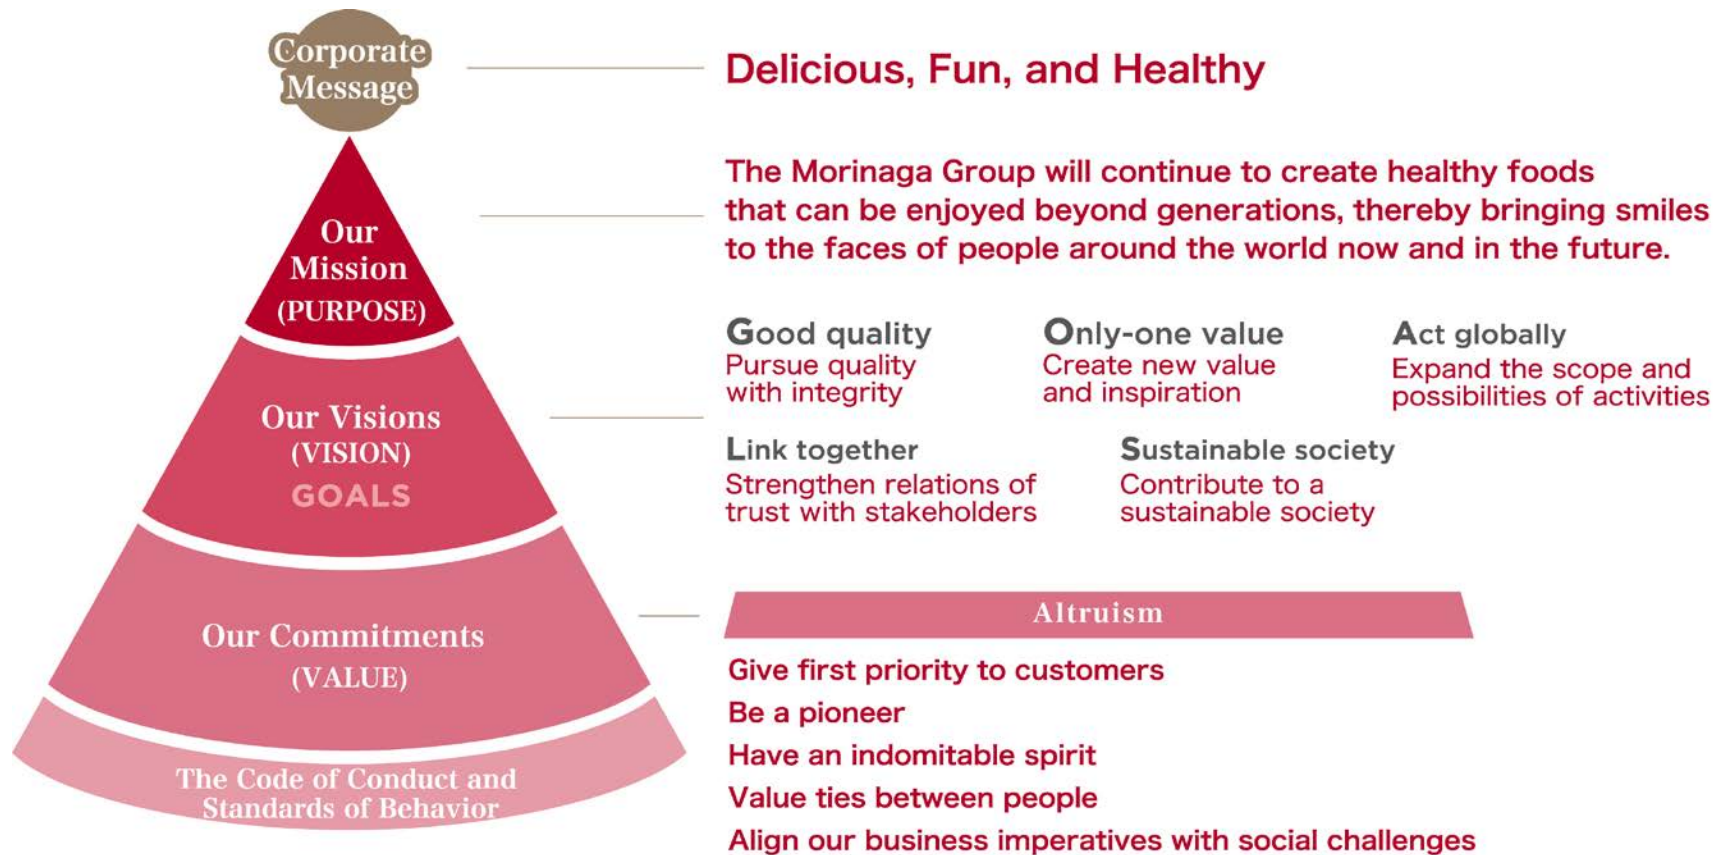 Corporate
Message
Delicious, Fun, and Healthy
Our
Mission
(PURPOSE)
The Morinaga Group will continue to create healthy foods
that can be enjoyed beyond generations, thereby bringing smiles
to the faces of people around the world now and in the future.
Our Visions
(VISION)
GOALS
Good quality
Pursue quality
with integrity
Only-one value
Create new value
and inspiration
Act globally
Expand the scope and
possibilities of activities
Link together
Strengthen relations of
trust with stakeholders
Sustainable society
Contribute to a
sustainable society
Our Commitments
(VALUE)
Altruism
Give first priority to customers
Be a pioneer
Have an indomitable spirit
Value ties between people
Align our business imperatives with social challenges
The Code of Conduct and
Standards of Behavior